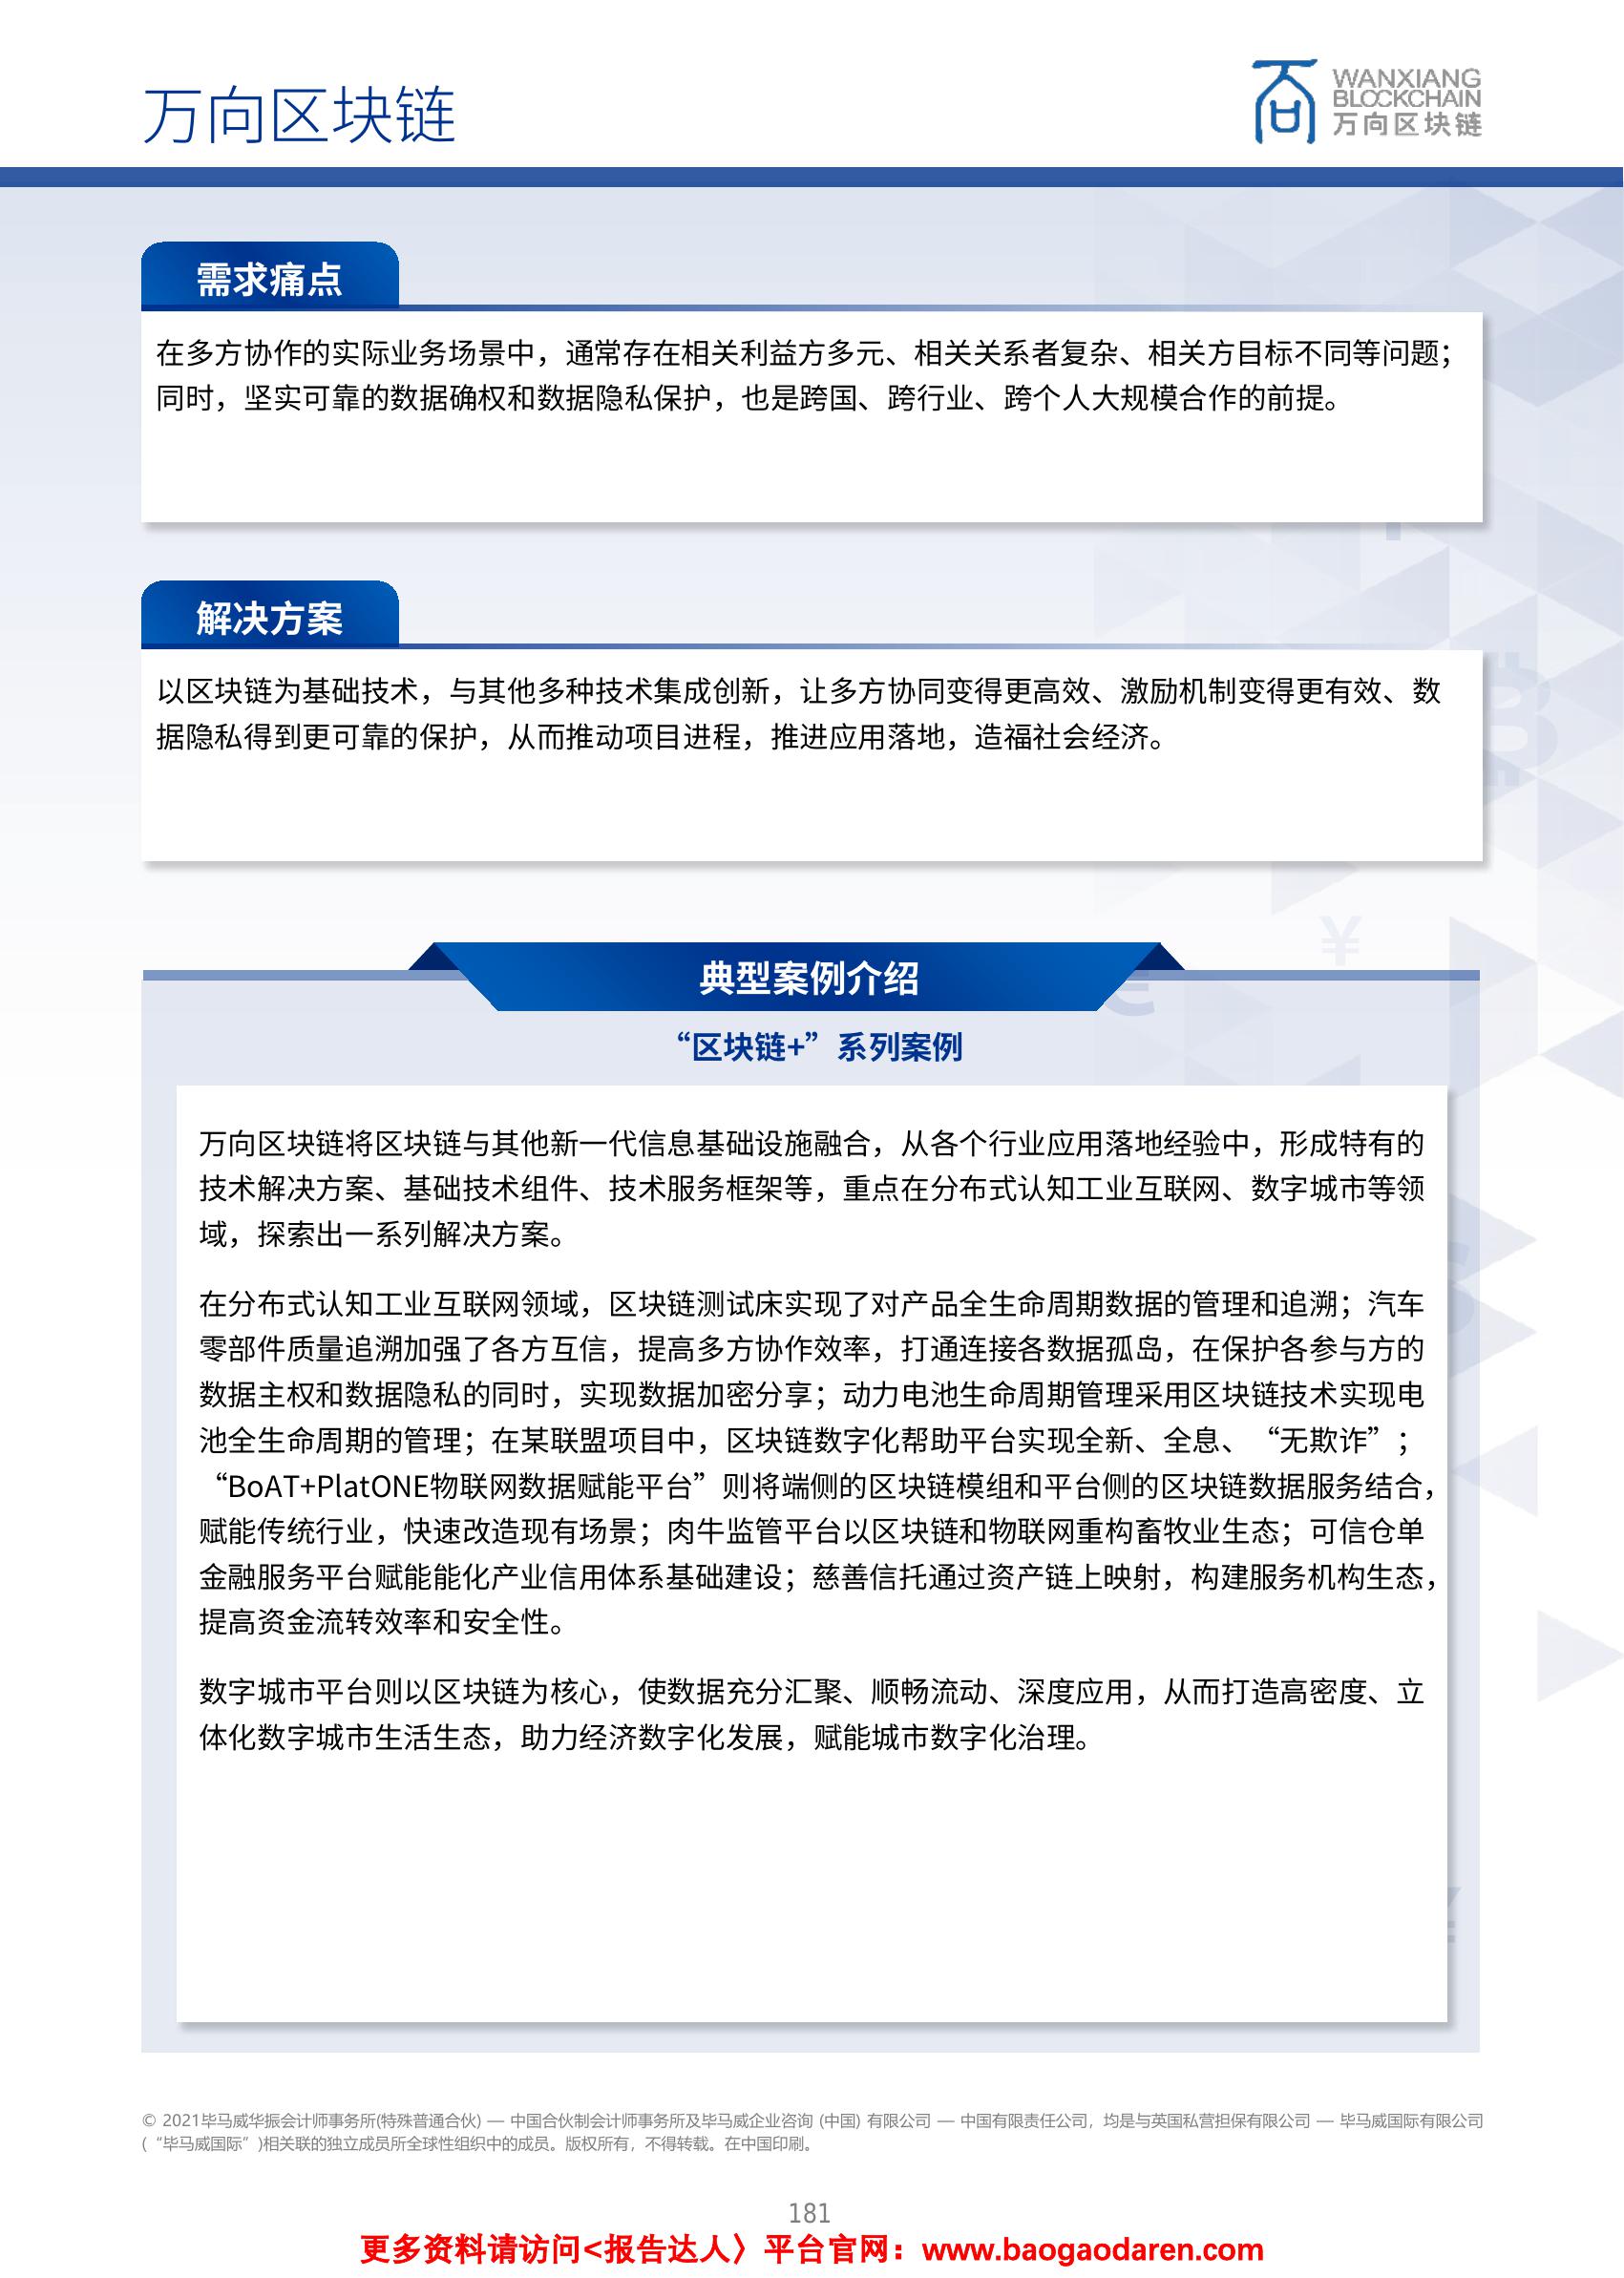 万向区块链
WANXIANG
BLOCKCHAIN
万向区块链
需求痛点
在多方协作的实际业务场景中，通常存在相关利益方多元、相关关系者复杂、相关方目标不同等问题；
同时，坚实可靠的数据确权和数据隐私保护，也是跨国、跨行业、跨个人大规模合作的前提。
解决方案
以区块链为基础技术，与其他多种技术集成创新，让多方协同变得更高效、激励机制变得更有效、数
据隐私得到更可靠的保护，从而推动项目进程，推进应用落地，造福社会经济。
典型案例介绍
“区块链+”系列案例
万向区块链将区块链与其他新一代信息基础设施融合，从各个行业应用落地经验中，形成特有的
技术解决方案、基础技术组件、技术服务框架等，重点在分布式认知工业互联网、数字城市等领
域，探索出一系列解决方案。
在分布式认知工业互联网领域，区块链测试床实现了对产品全生命周期数据的管理和追溯；汽车
零部件质量追溯加强了各方互信，提高多方协作效率，打通连接各数据孤岛，在保护各参与方的
数据主权和数据隐私的同时，实现数据加密分享；动力电池生命周期管理采用区块链技术实现电
池全生命周期的管理；在某联盟项目中，区块链数字化帮助平台实现全新、全息、“无欺诈”；
“BoAT+PlatONE物联网数据赋能平台”则将端侧的区块链模组和平台侧的区块链数据服务结合，
赋能传统行业，快速改造现有场景；肉牛监管平台以区块链和物联网重构畜牧业生态；可信仓单
金融服务平台赋能能化产业信用体系基础建设；慈善信托通过资产链上映射，构建服务机构生态，
提高资金流转效率和安全性。
数字城市平台则以区块链为核心，使数据充分汇聚、顺畅流动、深度应用，从而打造高密度、立
体化数字城市生活生态，助力经济数字化发展，赋能城市数字化治理。
© 2021毕马威华振会计师事务所(特殊普通合伙) — 中国合伙制会计师事务所及毕马威企业咨询 (中国) 有限公司 — 中国有限责任公司，均是与英国私营担保有限公司 — 毕马威国际有限公司
(“毕马威国际”)相关联的独立成员所全球性组织中的成员。版权所有，不得转载。在中国印刷。
181
更多资料请访问<报告达人〉平台官网：www.baogaodaren.com